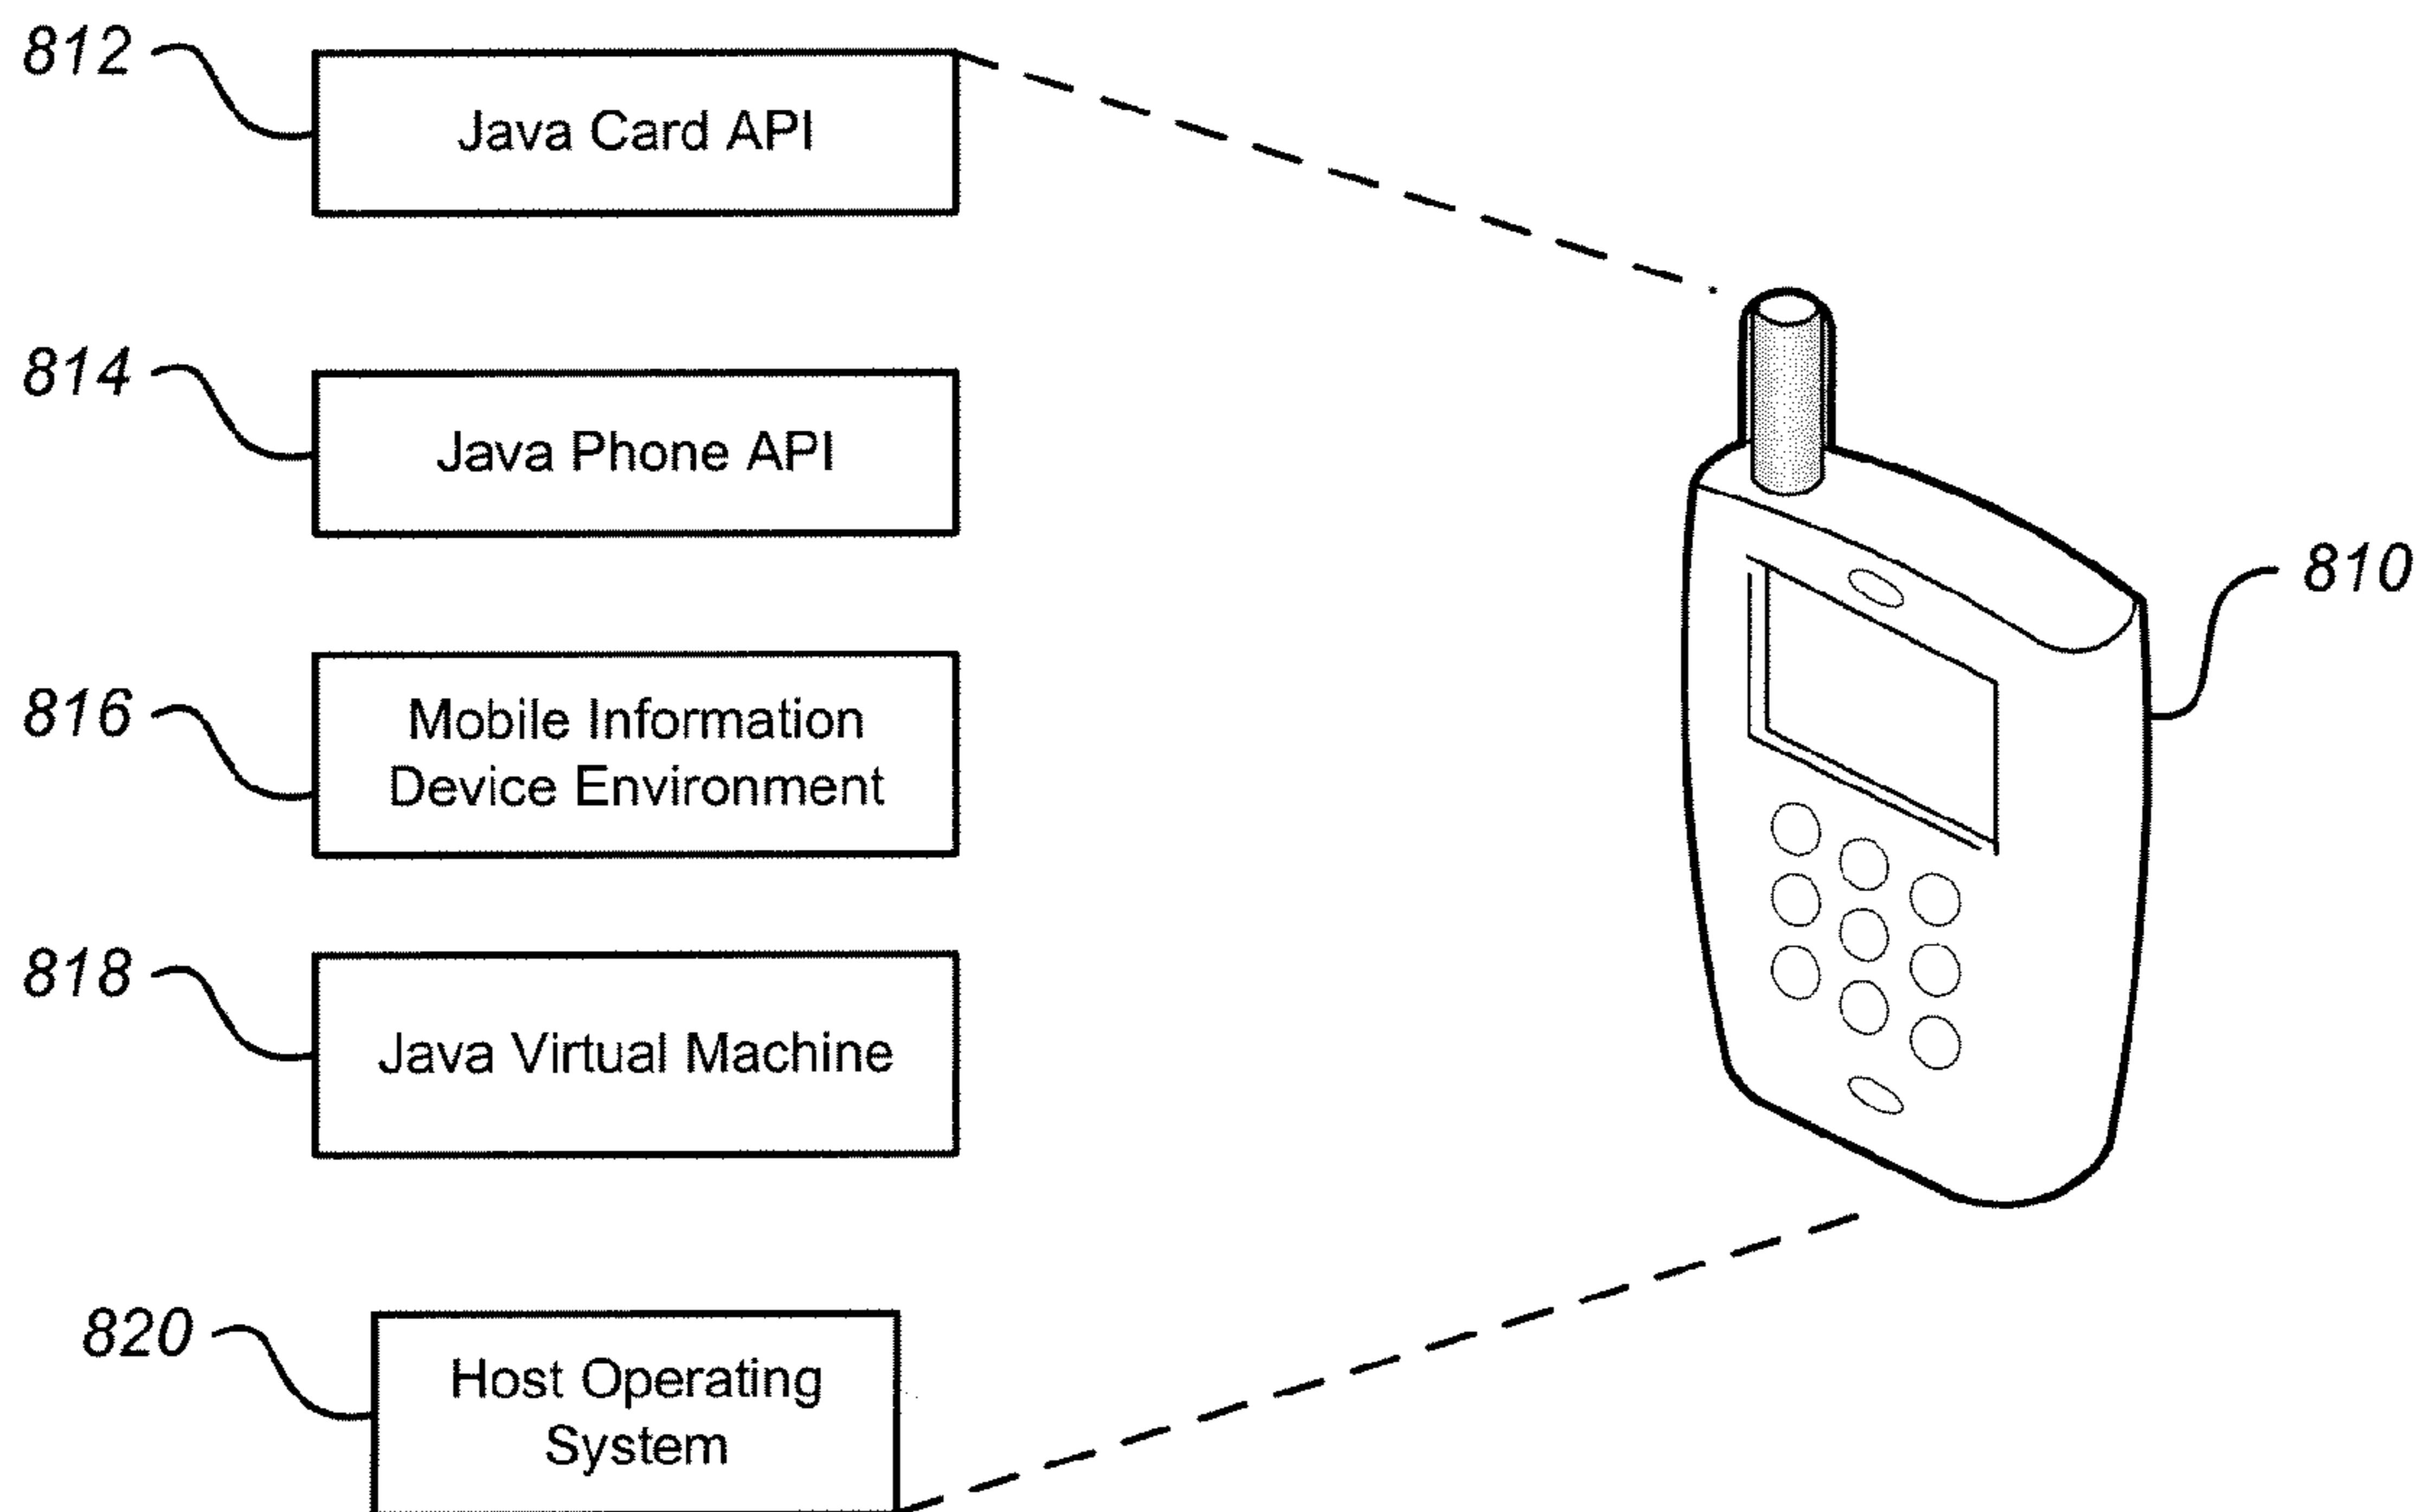 812
Java Card API
814
Java Phone API
810
816
Mobile Information
Device Environment
818
Java Virtual Machine
820
Host Operating
System